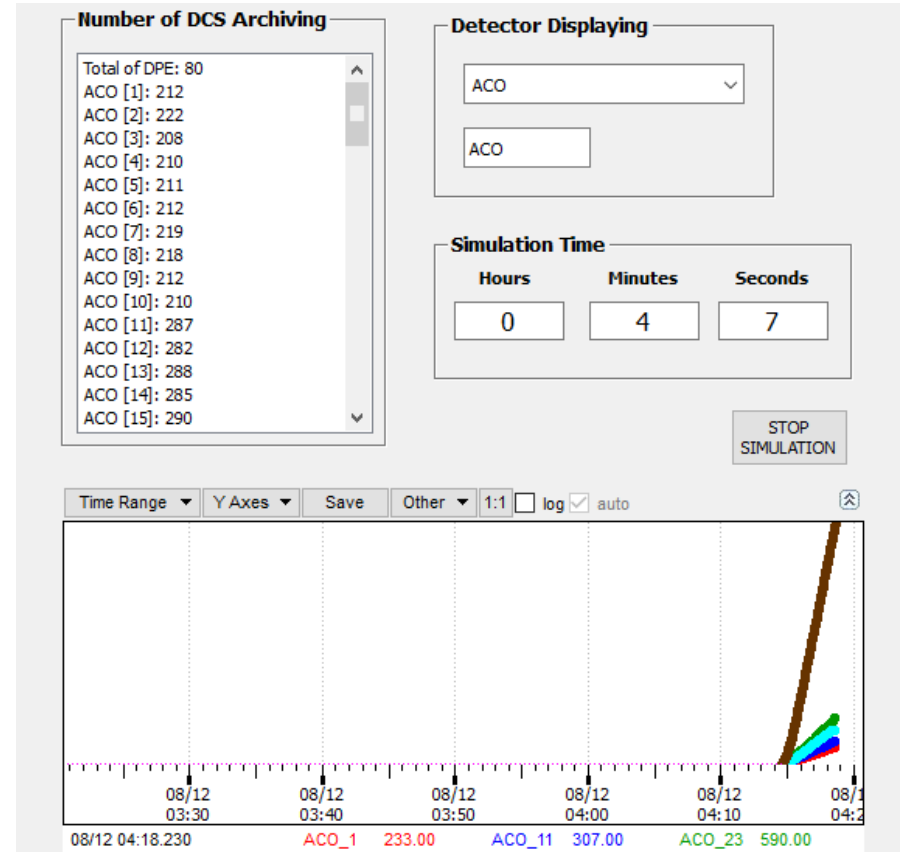 Number of DCS Archiving
Total of DPE: 80
ACO [1]: 212
ACO [2]: 222
ACO [3]: 208
ACO [4]: 210
ACO [5]: 211
ACO [6]: 212
ACO [7]: 219
ACO [8]: 218
ACO [9]: 212
ACO [10]: 210
ACO [11]: 287
ACO [12]: 282
ACO [13]: 288
ACO [14]: 285
ACO [15]: 290
Detector Displaying
ACO
ACO
Simulation Time
Hours Minutes Seconds
0 4 7
STOP
SIMULATION
Time Range Y Axes Save Other 1:1 log auto
08/12 08/12 08/12 08/12 08/12 08/1
03:30 03:40 03:50 04:00 04:10 04:2
08/12 04:18.230 ACO_1 233.00 ACO_11 307.00 ACO_23 590.00